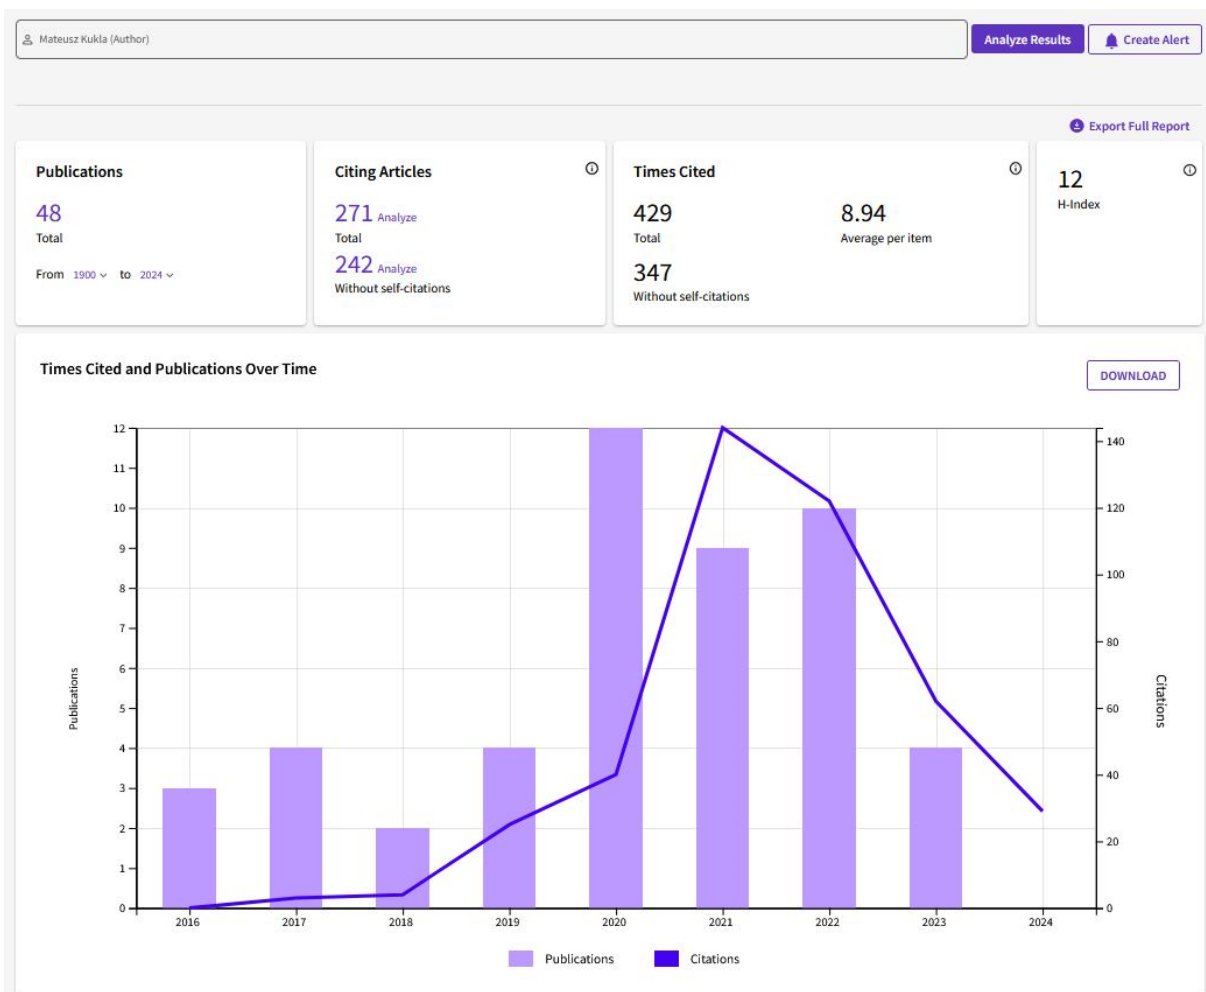 Mateusz Kukla (Author)
Analyze Results
Create Alert
Export Full Report
Publications
48
Total
From 1900 to 2024
Citing Articles
271 Analyze
Total
242 Analyze
Without self-citations
Times Cited
429
Total
347
Without self-citations
8.94
Average per item
12
H-Index
Times Cited and Publications Over Time
DOWNLOAD
Publications
12
11
10
9
8
7
6
5
4
3
2
1
0
140
120
100
80
60
40
20
0
Citations
2016 2017 2018 2019 2020 2021 2022 2023 2024
Publications Citations